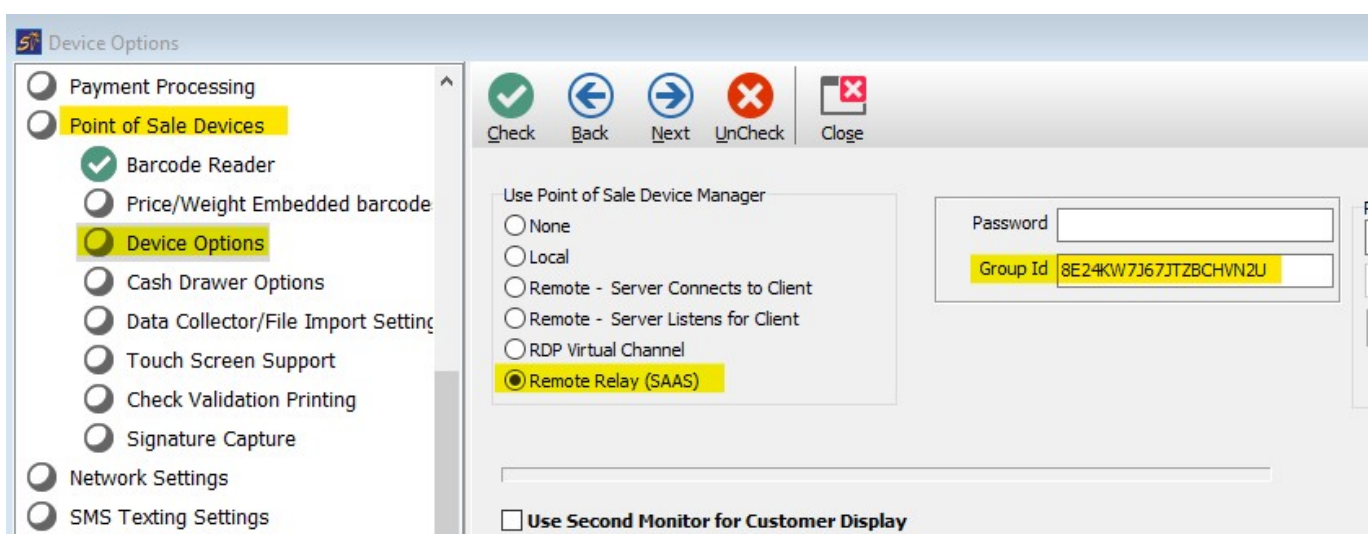 Device Options
Payment Processing
Point of Sale Devices
Barcode Reader
Price/Weight Embedded barcode
Device Options
Cash Drawer Options
Data Collector/File Import Setting
Touch Screen Support
Check Validation Printing
Signature Capture
Network Settings
SMS Texting Settings
Check Back Next UnCheck Close
Use Point of Sale Device Manager
None
Local
Remote - Server Connects to Client
Remote - Server Listens for Client
RDP Virtual Channel
Remote Relay (SAAS)
Password
Group Id 8E24KW7J67JTZBCHVN2U
Use Second Monitor for Customer Display